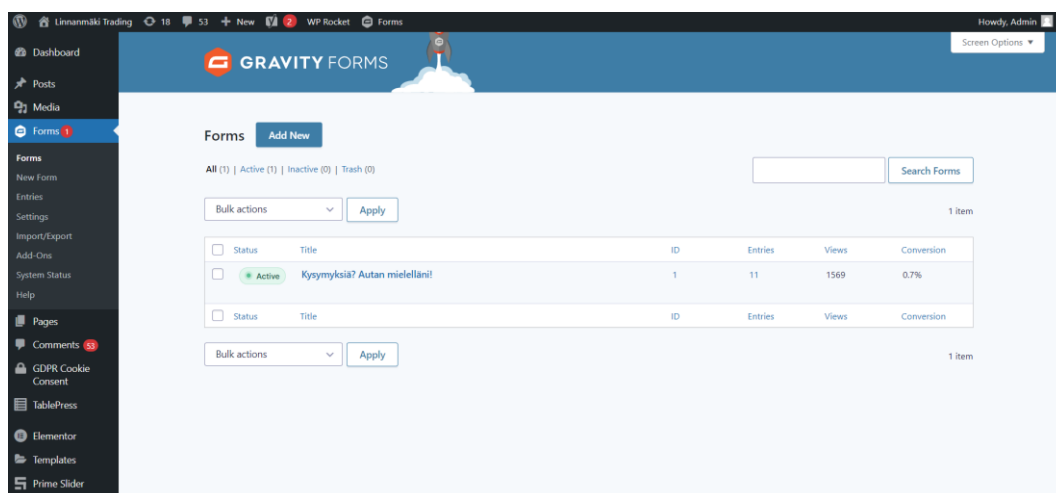 Linnanmäki Trading 18 53 + New 2 WP Rocket Forms Howdy, Admin
Screen Options ▼
Dashboard
Posts
Media
Forms 1
Forms
New Form
Entries
Settings
Import/Export
Add-Ons
System Status
Help
Pages
Comments 53
GDPR Cookie
Consent
TablePress
Elementor
Templates
Prime Slider
GRAVITY FORMS
Forms Add New
All (1) | Active (1) | Inactive (0) | Trash (0)
Search Forms
Bulk actions Apply 1 item
Status Title ID Entries Views Conversion
Active Kysymyksiä? Autan mielelläni! 1 11 1569 0.7%
Status Title ID Entries Views Conversion
Bulk actions Apply 1 item